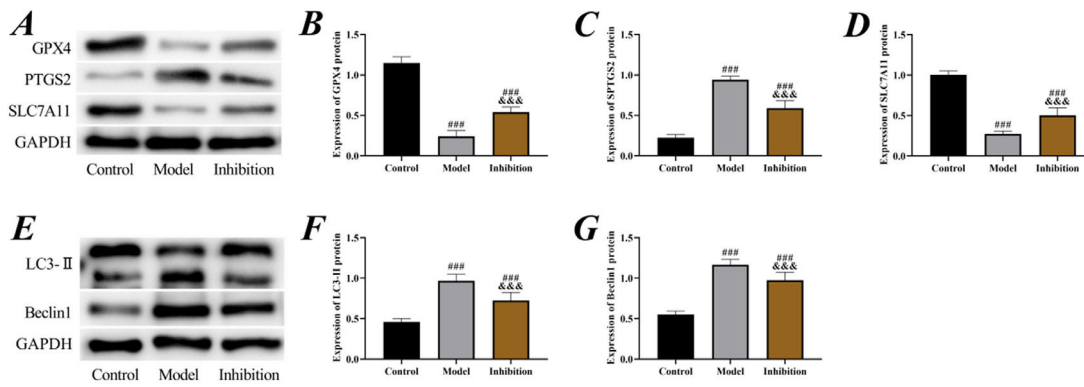 A
GPX4
PTGS2
SLC7A11
GAPDH
Control Model Inhibition
B
Expression of GPX4 protein
1.5
1.0
0.5
0.0
###
###
&&&
Control Model Inhibition
C
Expression of SPTGS2 protein
1.5
1.0
0.5
0.0
###
###
&&&
Control Model Inhibition
D
Expression of SLC7A11 protein
1.5
1.0
0.5
0.0
###
###
&&&
Control Model Inhibition
E
LC3-Ⅱ
Beclin1
GAPDH
Control Model Inhibition
F
Expression of LC3-II protein
1.5
1.0
0.5
0.0
###
###
&&&
Control Model Inhibition
G
Expression of Beclin1 protein
1.5
1.0
0.5
0.0
###
###
&&&
Control Model Inhibition